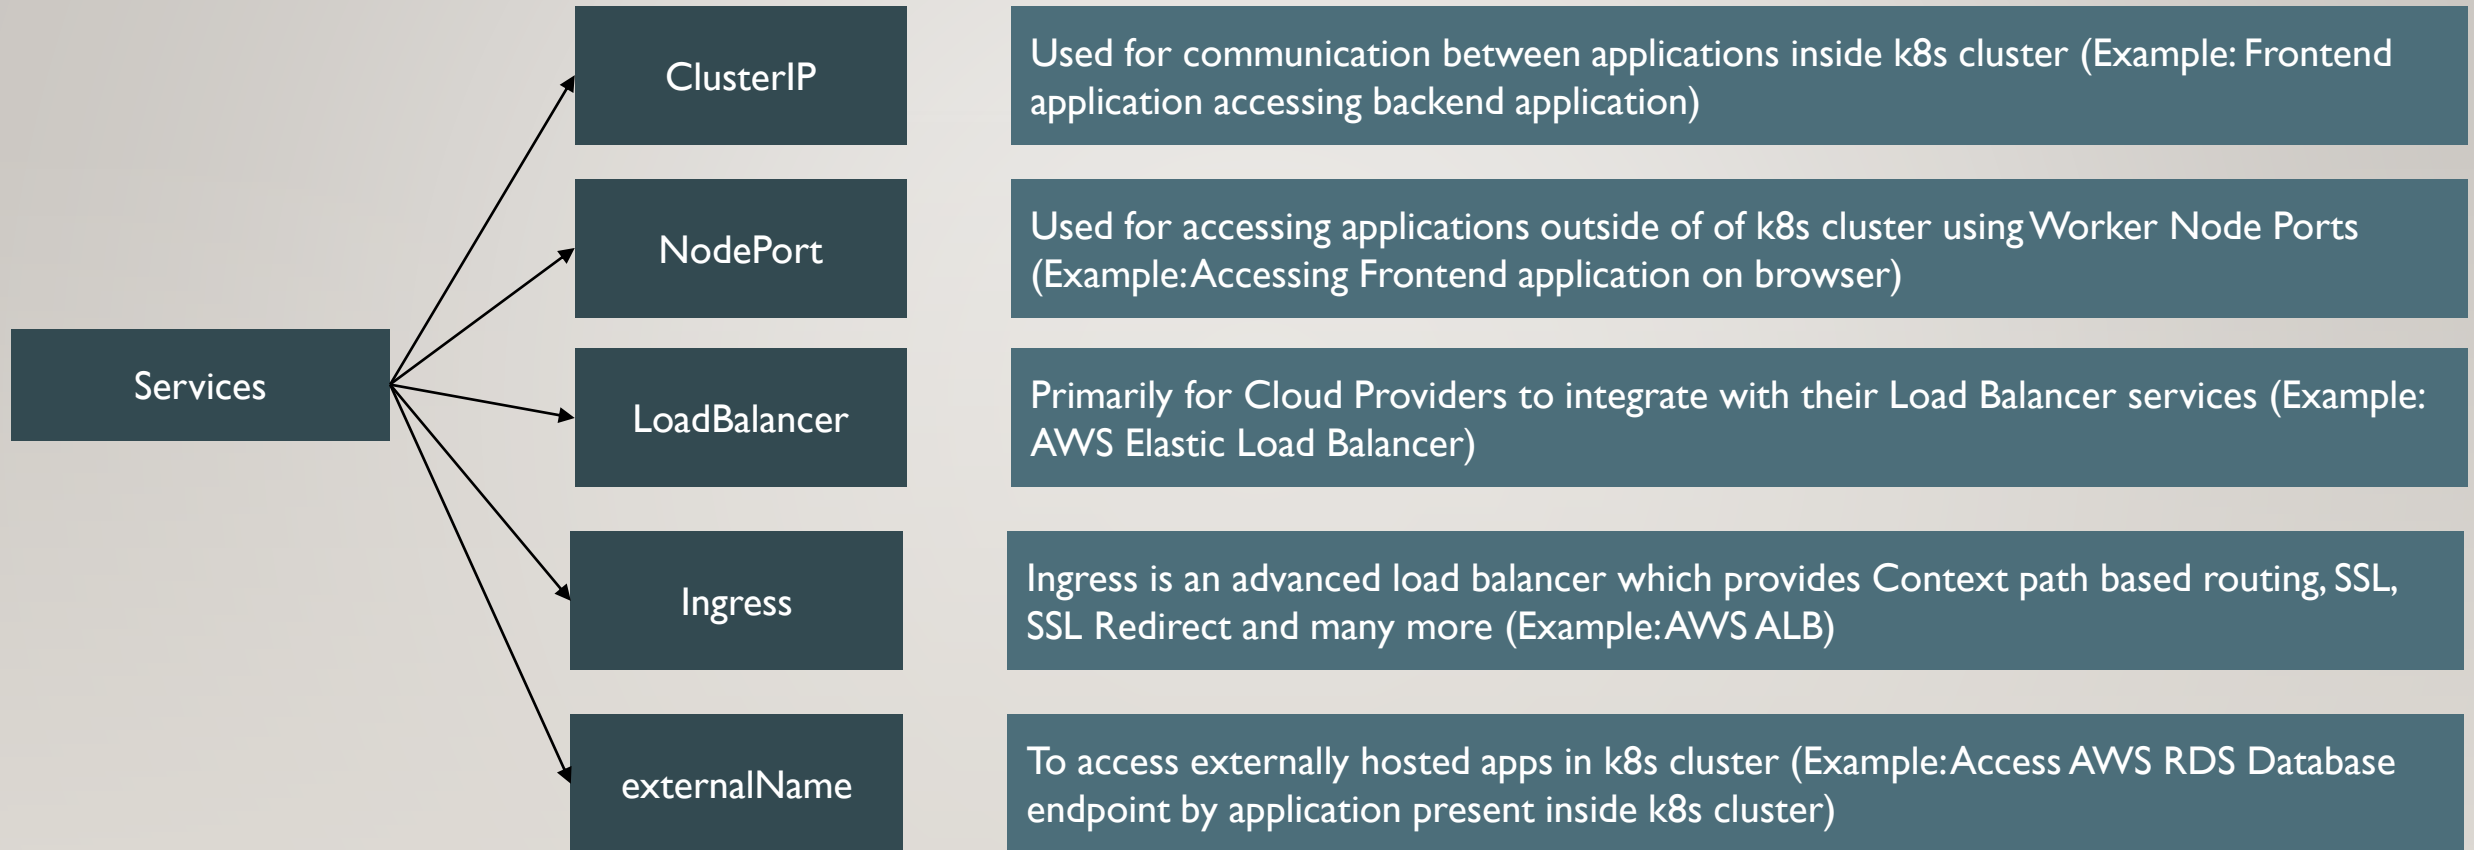 ClusterIP
Used for communication between applications inside k8s cluster (Example: Frontend
application accessing backend application)
NodePort
Used for accessing applications outside of of k8s cluster using Worker Node Ports
(Example: Accessing Frontend application on browser)
Services
LoadBalancer
Primarily for Cloud Providers to integrate with their Load Balancer services (Example:
AWS Elastic Load Balancer)
Ingress
Ingress is an advanced load balancer which provides Context path based routing, SSL,
SSL Redirect and many more (Example: AWS ALB)
externalName
To access externally hosted apps in k8s cluster (Example: Access AWS RDS Database
endpoint by application present inside k8s cluster)